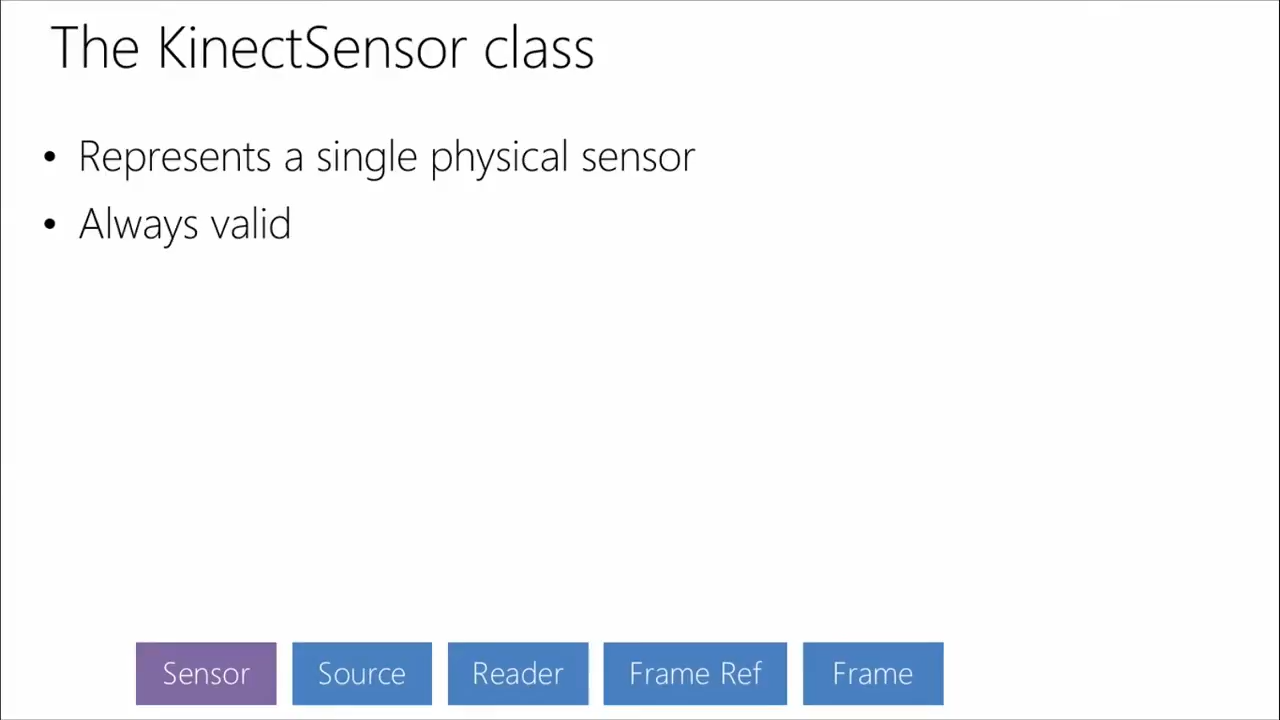 The KinectSensor class
• Represents a single physical sensor
• Always valid
Sensor Source Reader Frame Ref Frame